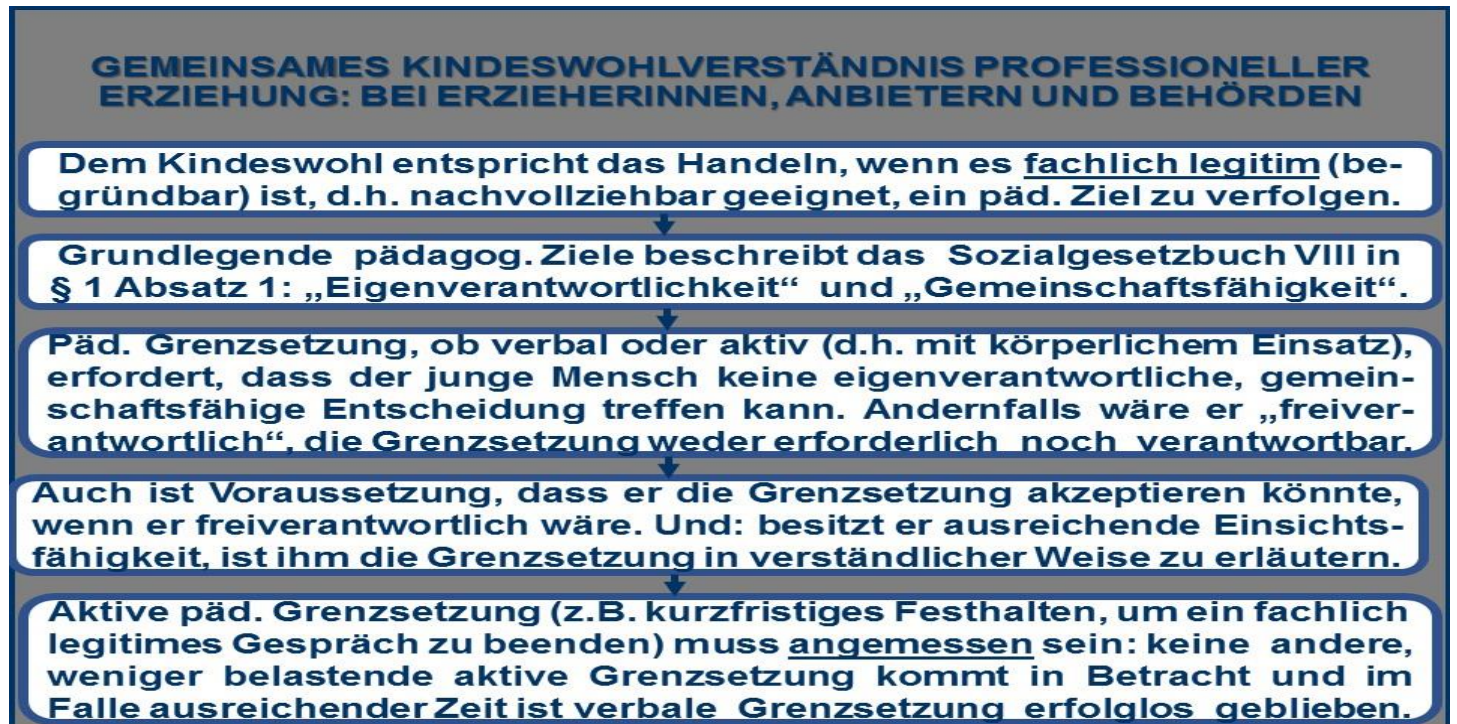 GEMEINSAMES KINDESWOHLVERSTÄNDNIS PROFESSIONELLER
ERZIEHUNG: BEI ERZIEHERINNEN, ANBIETERN UND BEHÖRDEN
Dem Kindeswohl entspricht das Handeln, wenn es fachlich legitim (be-
gründbar) ist, d.h. nachvollziehbar geeignet, ein päd. Ziel zu verfolgen.
Grundlegende pädagog. Ziele beschreibt das Sozialgesetzbuch VIII in
§ 1 Absatz 1: „Eigenverantwortlichkeit“ und „Gemeinschaftsfähigkeit“.
Päd. Grenzsetzung, ob verbal oder aktiv (d.h. mit körperlichem Einsatz),
erfordert, dass der junge Mensch keine eigenverantwortliche, gemein-
schaftsfähige Entscheidung treffen kann. Andernfalls wäre er „freiver-
antwortlich“, die Grenzsetzung weder erforderlich noch verantwortbar.
Auch ist Voraussetzung, dass er die Grenzsetzung akzeptieren könnte,
wenn er freiverantwortlich wäre. Und: besitzt er ausreichende Einsichts-
fähigkeit, ist ihm die Grenzsetzung in verständlicher Weise zu erläutern.
Aktive päd. Grenzsetzung (z.B. kurzfristiges Festhalten, um ein fachlich
legitimes Gespräch zu beenden) muss angemessen sein: keine andere,
weniger belastende aktive Grenzsetzung kommt in Betracht und im
Falle ausreichender Zeit ist verbale Grenzsetzung erfolglos geblieben.